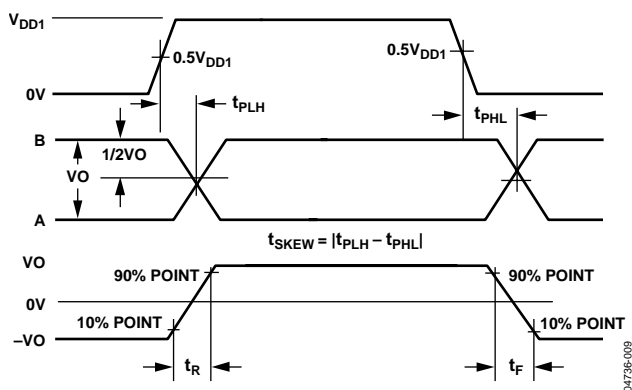 VDD1
0.5VDD1
0.5VDD1
0V
tPLH
tPHL
B
1/2VO
VO
A
tSKEW = |tPLH – tPHL|
VO
90% POINT
90% POINT
0V
10% POINT
10% POINT
–VO
tR
tF
04736-009